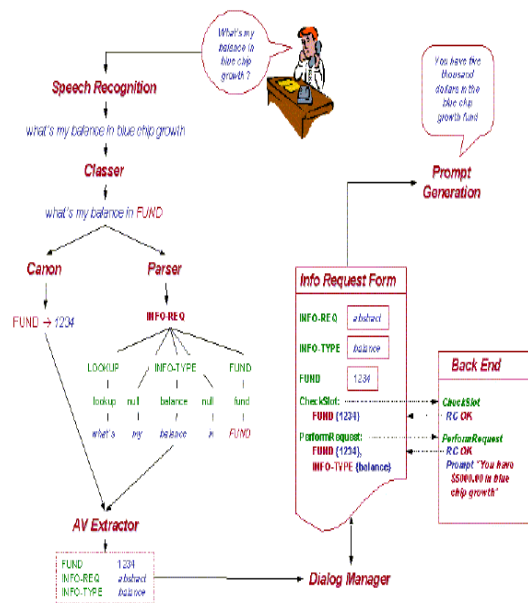 What's my
balance in
blue chip
growth ?
You have five
thousand
dollars in the
blue chip
growth fund
Speech Recognition
what's my balance in blue chip growth
Classer
what's my balance in FUND
Canon
Parser
FUND → 1234
INFO-REQ
LOOKUP INFO-TYPE FUND
lookup null balance null fund
what's my balance in FUND
AV Extractor
FUND 1234
INFO-REQ abstract
INFO-TYPE balance
Prompt
Generation
Info Request Form
INFO-REQ abstract
INFO-TYPE balance
FUND 1234
CheckSlot:
FUND (1234)
PerformRequest:
FUND (1234),
INFO-TYPE (balance)
Back End
CheckSlot
RC OK
PerformRequest
RC OK
Prompt "You have
$5000.00 in blue
chip growth"
Dialog Manager